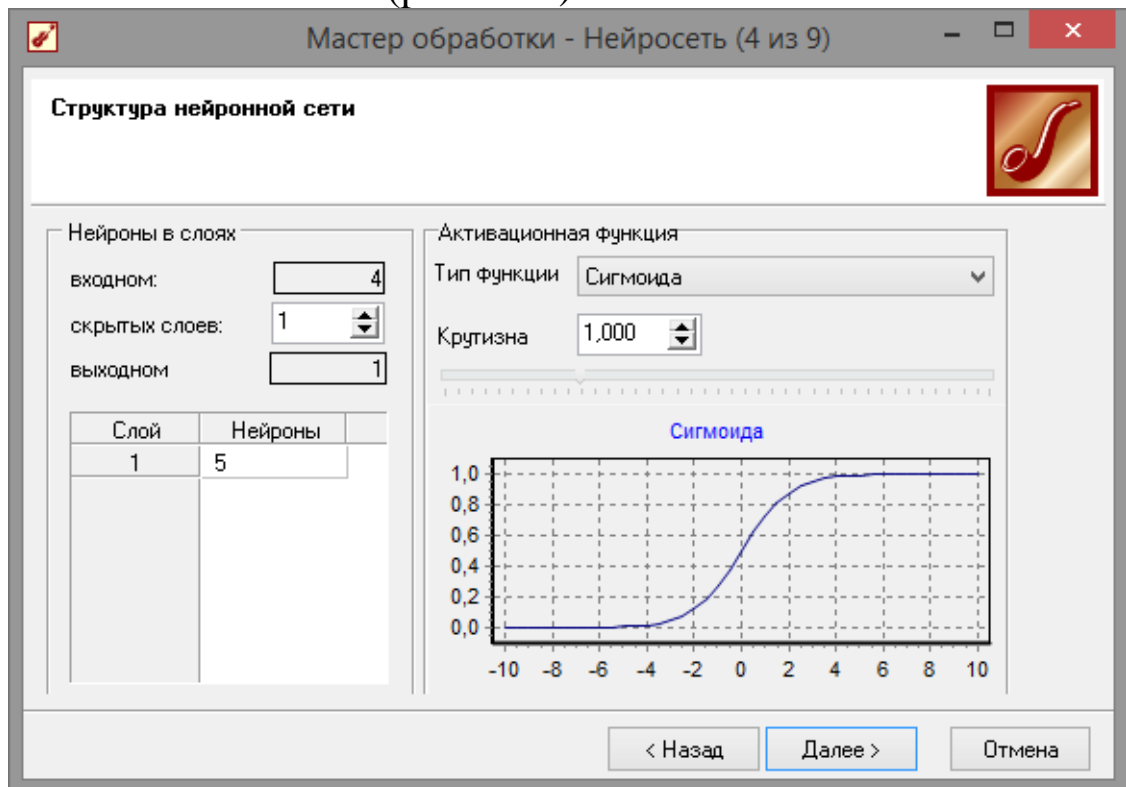 Мастер обработки - Нейросеть (4 из 9)
Структура нейронной сети
Нейроны в слоях
входном: 4
скрытых слоев: 1
выходном 1
Слой Нейроны
1 5
Активационная функция
Тип функции Сигмоида
Крутизна 1,000
Сигмоида
1,0
0,8
0,6
0,4
0,2
0,0
-10 -8 -6 -4 -2 0 2 4 6 8 10
< Назад Далее > Отмена